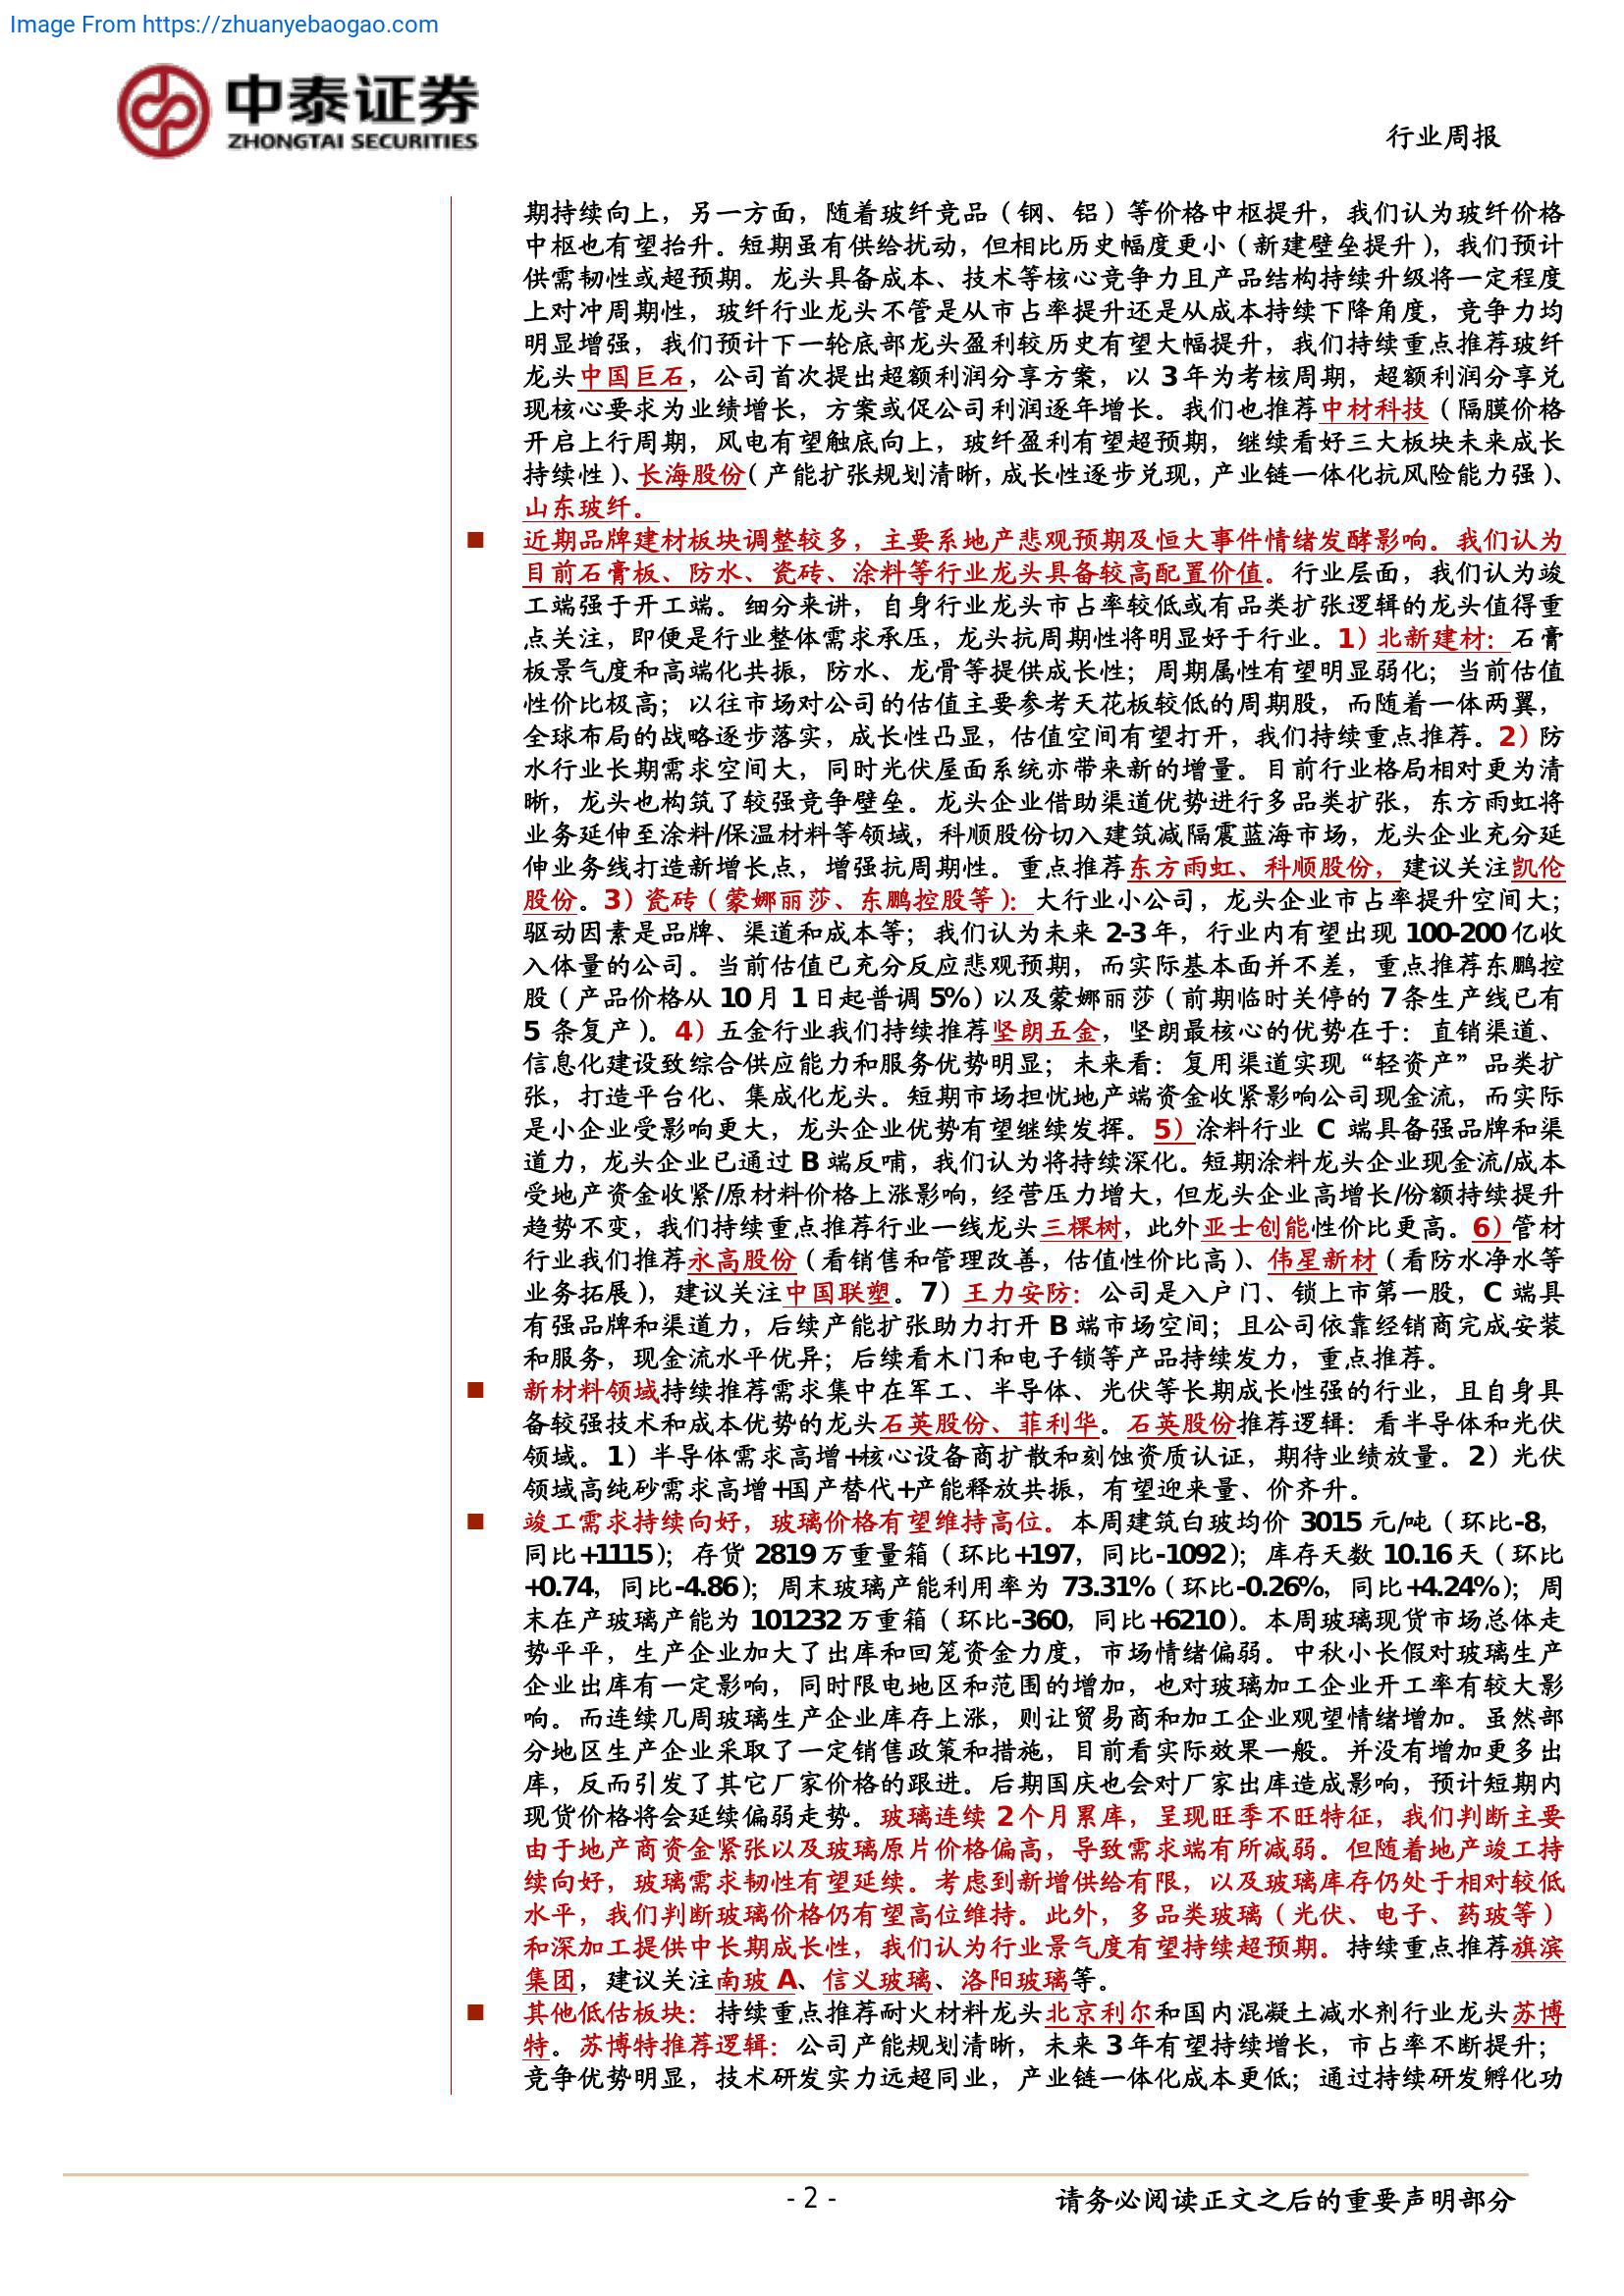 Image From https://zhuanyebaogao.com
中泰证券
ZHONGTAI SECURITIES
行业周报
期持续向上，另一方面，随着玻纤竞品（钢、铝）等价格中枢提升，我们认为玻纤价格
中枢也有望抬升。短期虽有供给扰动，但相比历史幅度更小（新建壁垒提升），我们预计
供需韧性或超预期。龙头具备成本、技术等核心竞争力且产品结构持续升级将一定程度
上对冲周期性，玻纤行业龙头不管是从市占率提升还是从成本持续下降角度，竞争力均
明显增强，我们预计下一轮底部龙头盈利较历史有望大幅提升，我们持续重点推荐玻纤
龙头中国巨石，公司首次提出超额利润分享方案，以 3 年为考核周期，超额利润分享兑
现核心要求为业绩增长，方案或促公司利润逐年增长。我们也推荐中材科技（隔膜价格
开启上行周期，风电有望触底向上，玻纤盈利有望超预期，继续看好三大板块未来成长
持续性）、长海股份（产能扩张规划清晰，成长性逐步兑现，产业链一体化抗风险能力强）、
山东玻纤。
■ 近期品牌建材板块调整较多，主要系地产悲观预期及恒大事件情绪发酵影响。我们认为
目前石膏板、防水、瓷砖、涂料等行业龙头具备较高配置价值。行业层面，我们认为竣
工端强于开工端。细分来讲，自身行业龙头市占率较低或有品类扩张逻辑的龙头值得重
点关注，即便是行业整体需求承压，龙头抗周期性将明显好于行业。1）北新建材：石膏
板景气度和高端化共振，防水、龙骨等提供成长性；周期属性有望明显弱化；当前估值
性价比极高；以往市场对公司的估值主要参考天花板较低的周期股，而随着一体两翼，
全球布局的战略逐步落实，成长性凸显，估值空间有望打开，我们持续重点推荐。2）防
水行业长期需求空间大，同时光伏屋面系统亦带来新的增量。目前行业格局相对更为清
晰，龙头也构筑了较强竞争壁垒。龙头企业借助渠道优势进行多品类扩张，东方雨虹将
业务延伸至涂料/保温材料等领域，科顺股份切入建筑减隔震蓝海市场，龙头企业充分延
伸业务线打造新增长点，增强抗周期性。重点推荐东方雨虹、科顺股份，建议关注凯伦
股份。3）瓷砖（蒙娜丽莎、东鹏控股等）：大行业小公司，龙头企业市占率提升空间大；
驱动因素是品牌、渠道和成本等；我们认为未来 2-3 年，行业内有望出现 100-200 亿收
入体量的公司。当前估值已充分反应悲观预期，而实际基本面并不差，重点推荐东鹏控
股（产品价格从 10 月 1 日起普调 5%）以及蒙娜丽莎（前期临时关停的 7 条生产线已有
5 条复产）。4）五金行业我们持续推荐坚朗五金，坚朗最核心的优势在于：直销渠道、
信息化建设致综合供应能力和服务优势明显；未来看：复用渠道实现“轻资产”品类扩
张，打造平台化、集成化龙头。短期市场担忧地产端资金收紧影响公司现金流，而实际
是小企业受影响更大，龙头企业优势有望继续发挥。5）涂料行业 C 端具备强品牌和渠
道力，龙头企业已通过 B 端反哺，我们认为将持续深化。短期涂料龙头企业现金流/成本
受地产资金收紧/原材料价格上涨影响，经营压力增大，但龙头企业高增长/份额持续提升
趋势不变，我们持续重点推荐行业一线龙头三棵树，此外亚士创能性价比更高。6）管材
行业我们推荐永高股份（看销售和管理改善，估值性价比高）、伟星新材（看防水净水等
业务拓展），建议关注中国联塑。7）王力安防：公司是入户门、锁上市第一股，C 端具
有强品牌和渠道力，后续产能扩张助力打开 B 端市场空间；且公司依靠经销商完成安装
和服务，现金流水平优异；后续看木门和电子锁等产品持续发力，重点推荐。
■ 新材料领域持续推荐需求集中在军工、半导体、光伏等长期成长性强的行业，且自身具
备较强技术和成本优势的龙头石英股份、菲利华。石英股份推荐逻辑：看半导体和光伏
领域。1）半导体需求高增+核心设备商扩散和刻蚀资质认证，期待业绩放量。2）光伏
领域高纯砂需求高增+国产替代+产能释放共振，有望迎来量、价齐升。
■ 竣工需求持续向好，玻璃价格有望维持高位。本周建筑白玻均价 3015 元/吨（环比-8，
同比+1115）；存货 2819 万重量箱（环比+197，同比-1092）；库存天数 10.16 天（环比
+0.74，同比-4.86）；周末玻璃产能利用率为 73.31%（环比-0.26%，同比+4.24%）；周
末在产玻璃产能为 101232 万重箱（环比-360，同比+6210）。本周玻璃现货市场总体走
势平平，生产企业加大了出库和回笼资金力度，市场情绪偏弱。中秋小长假对玻璃生产
企业出库有一定影响，同时限电地区和范围的增加，也对玻璃加工企业开工率有较大影
响。而连续几周玻璃生产企业库存上涨，则让贸易商和加工企业观望情绪增加。虽然部
分地区生产企业采取了一定销售政策和措施，目前看实际效果一般。并没有增加更多出
库，反而引发了其它厂家价格的跟进。后期国庆也会对厂家出库造成影响，预计短期内
现货价格将会延续偏弱走势。玻璃连续 2 个月累库，呈现旺季不旺特征，我们判断主要
由于地产商资金紧张以及玻璃原片价格偏高，导致需求端有所减弱。但随着地产竣工持
续向好，玻璃需求韧性有望延续。考虑到新增供给有限，以及玻璃库存仍处于相对较低
水平，我们判断玻璃价格仍有望高位维持。此外，多品类玻璃（光伏、电子、药玻等）
和深加工提供中长期成长性，我们认为行业景气度有望持续超预期。持续重点推荐旗滨
集团，建议关注南玻 A、信义玻璃、洛阳玻璃等。
■ 其他低估板块：持续重点推荐耐火材料龙头北京利尔和国内混凝土减水剂行业龙头苏博
特。苏博特推荐逻辑：公司产能规划清晰，未来 3 年有望持续增长，市占率不断提升；
竞争优势明显，技术研发实力远超同业，产业链一体化成本更低；通过持续研发孵化功
- 2 -
请务必阅读正文之后的重要声明部分